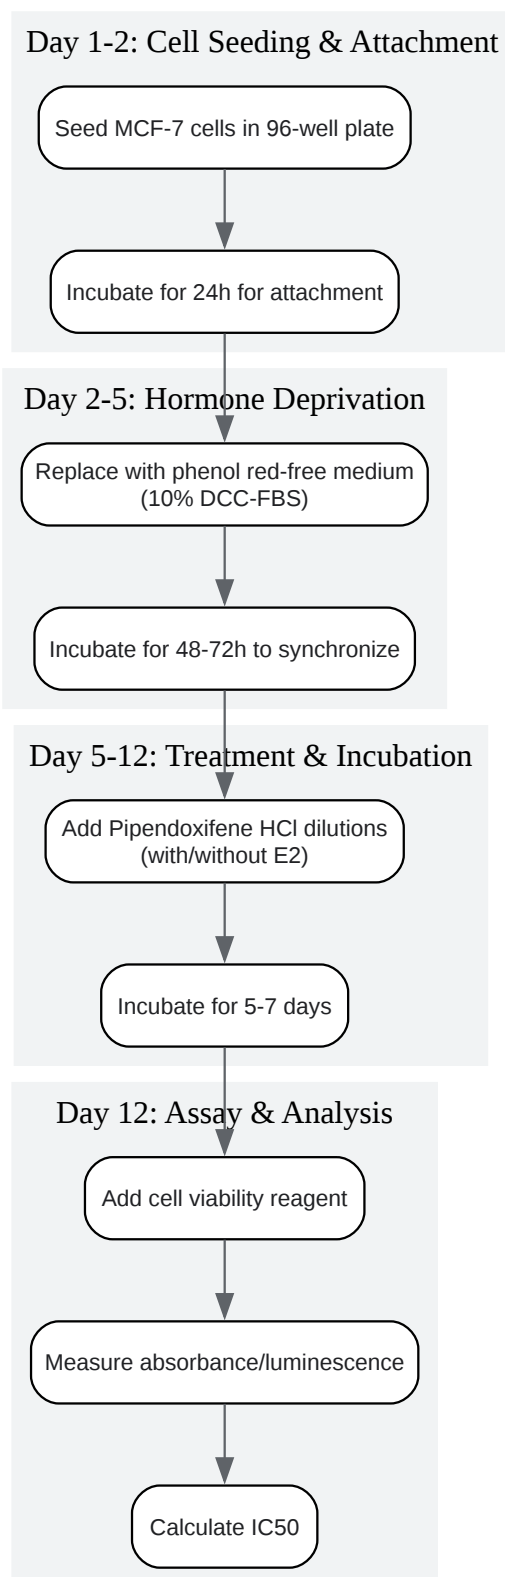 Day 1-2: Cell Seeding & Attachment
Seed MCF-7 cells in 96-well plate
Incubate for 24h for attachment
Day 2-5: Hormone Deprivation
Replace with phenol red-free medium
(10% DCC-FBS)
Incubate for 48-72h to synchronize
Day 5-12: Treatment & Incubation
Add Pipendoxifene HCl dilutions
(with/without E2)
Incubate for 5-7 days
Day 12: Assay & Analysis
Add cell viability reagent
Measure absorbance/luminescence
Calculate IC50